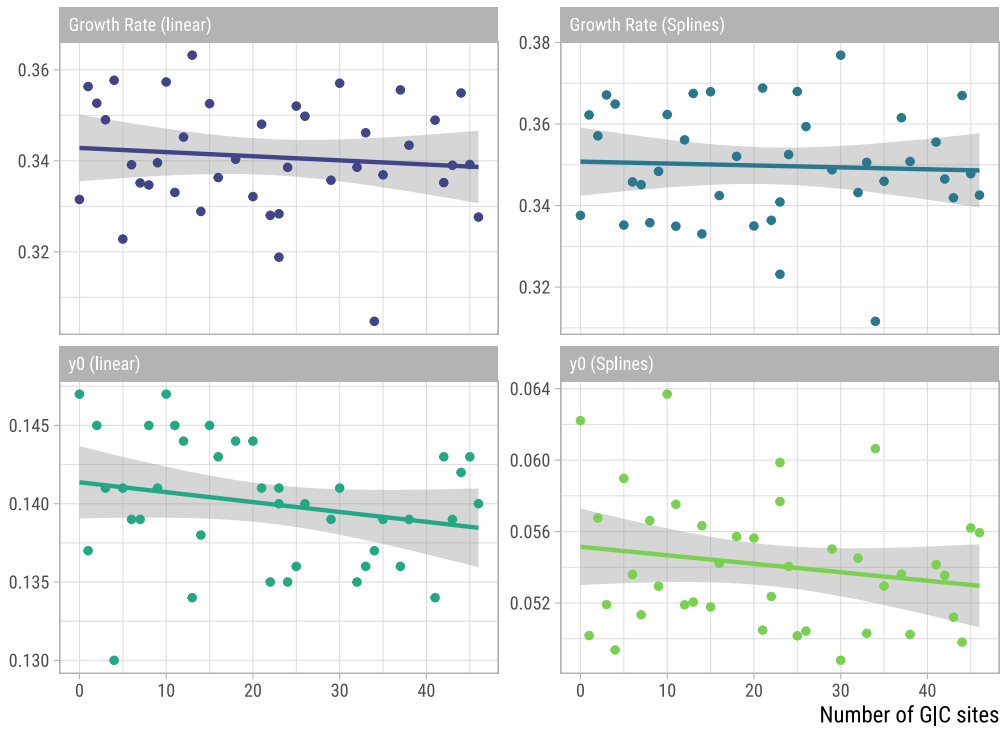 Growth Rate (linear)
Growth Rate (Splines)
0.36
0.34
0.32
0.38
0.36
0.34
0.32
y0 (linear)
y0 (Splines)
0.145
0.140
0.135
0.130
0.064
0.060
0.056
0.052
0 10 20 30 40
0 10 20 30 40
Number of G|C sites